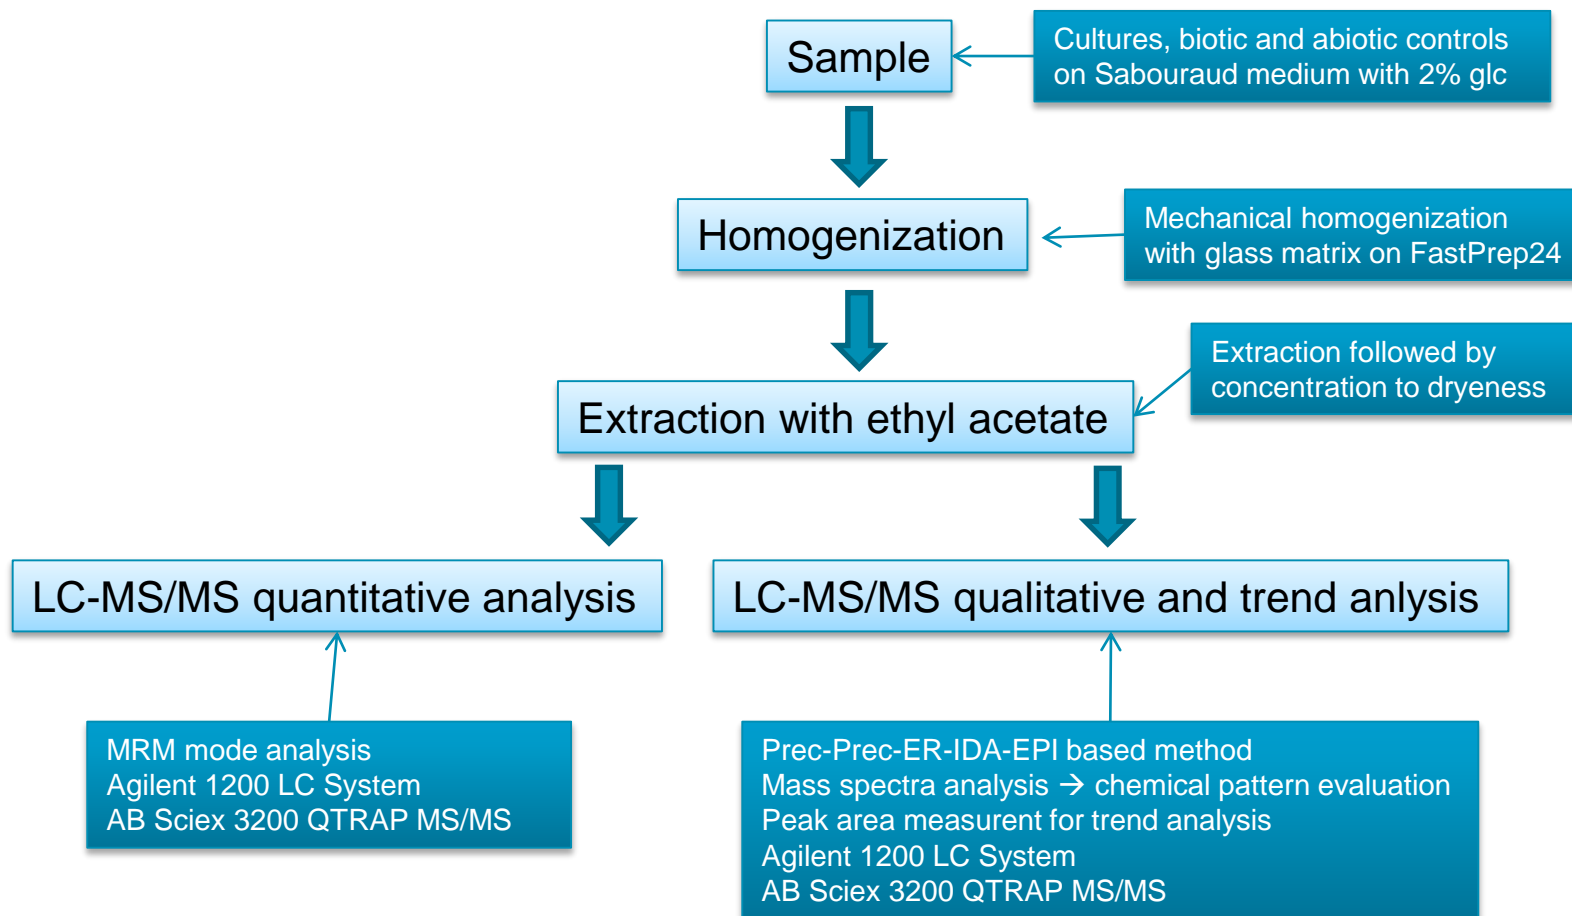 Sample
Cultures, biotic and abiotic controls
on Sabouraud medium with 2% glc
Homogenization
Mechanical homogenization
with glass matrix on FastPrep24
Extraction with ethyl acetate
Extraction followed by
concentration to dryeness
LC-MS/MS quantitative analysis
LC-MS/MS qualitative and trend anlysis
MRM mode analysis
Agilent 1200 LC System
AB Sciex 3200 QTRAP MS/MS
Prec-Prec-ER-IDA-EPI based method
Mass spectra analysis → chemical pattern evaluation
Peak area measurent for trend analysis
Agilent 1200 LC System
AB Sciex 3200 QTRAP MS/MS